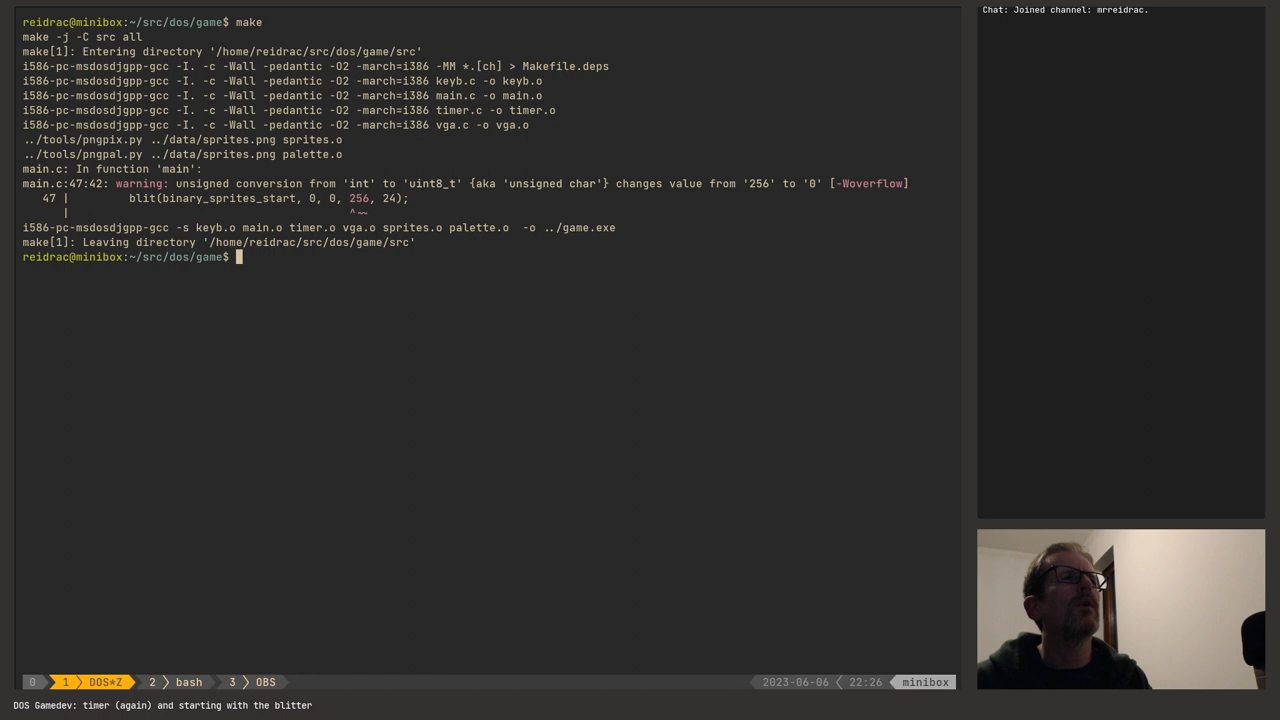 reidrac@minibox:~/src/dos/game$ make
make -j -C src all
make[1]: Entering directory '/home/reidrac/src/dos/game/src'
i586-pc-msdosdjgpp-gcc -I. -c -Wall -pedantic -O2 -march=i386 -MM *.[ch] > Makefile.deps
i586-pc-msdosdjgpp-gcc -I. -c -Wall -pedantic -O2 -march=i386 keyb.c -o keyb.o
i586-pc-msdosdjgpp-gcc -I. -c -Wall -pedantic -O2 -march=i386 main.c -o main.o
i586-pc-msdosdjgpp-gcc -I. -c -Wall -pedantic -O2 -march=i386 timer.c -o timer.o
i586-pc-msdosdjgpp-gcc -I. -c -Wall -pedantic -O2 -march=i386 vga.c -o vga.o
../tools/pngpix.py ../data/sprites.png sprites.o
../tools/pngpal.py ../data/sprites.png palette.o
main.c: In function 'main':
main.c:47:42: warning: unsigned conversion from 'int' to 'uint8_t' {aka 'unsigned char'} changes value from '256' to '0' [-Woverflow]
47 | blit(binary_sprites_start, 0, 0, 256, 24);
| ^~~
i586-pc-msdosdjgpp-gcc -s keyb.o main.o timer.o vga.o sprites.o palette.o -o ../game.exe
make[1]: Leaving directory '/home/reidrac/src/dos/game/src'
reidrac@minibox:~/src/dos/game$
Chat: Joined channel: mrreidrac.
0 1 DOS*Z 2 bash 3 OBS 2023-06-06 22:26 minibox
DOS Gamedev: timer (again) and starting with the blitter